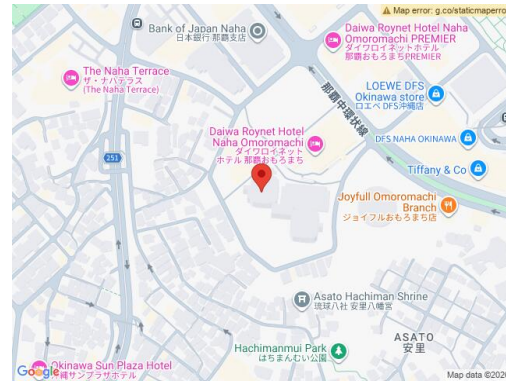 Map error: g.co/staticmaperro
Bank of Japan Naha
日本銀行 那覇支店
Daiwa Roynet Hotel Naha
Omoromachi PREMIER
ダイワロイネットホテル
那覇おもろまちPREMIER
The Naha Terrace
ザ・ナハテラス
(The Naha Terrace)
LOEWE DFS
Okinawa store
ロエベ DFS沖縄店
那覇中環状線
Daiwa Roynet Hotel
Naha Omoromachi
ダイワロイネット
ホテル 那覇おもろまち
DFS NAHA OKINAWA
251
Tiffany & Co
Joyfull Omoromachi
Branch
ジョイフルおもろまち店
Asato Hachiman Shrine
琉球八社 安里八幡宮
ASATO
安里
Hachimanmui Park
はちまんむい公園
Okinawa Sun Plaza Hotel
沖縄サンプラザホテル
Google
Map data ©2026